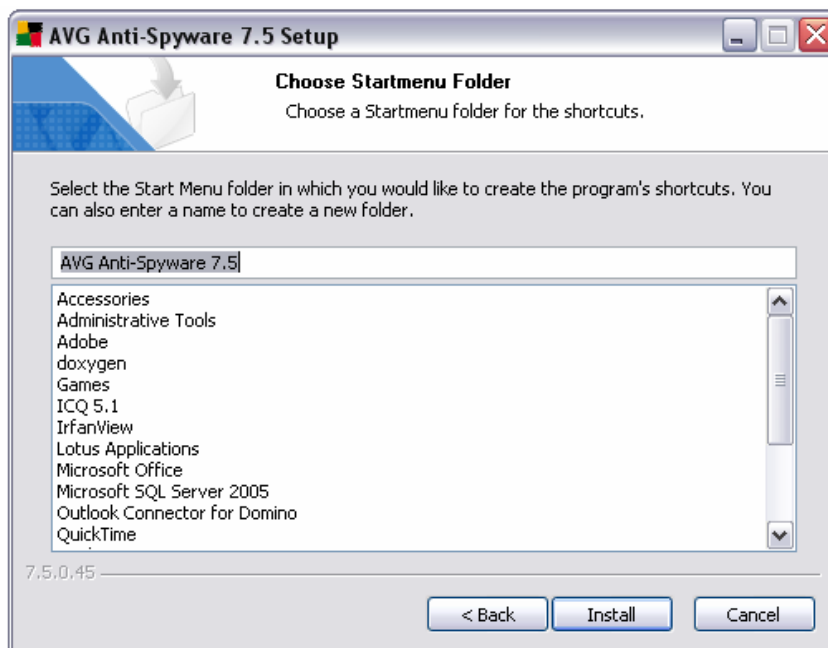 AVG Anti-Spyware 7.5 Setup
Choose Startmenu Folder
Choose a Startmenu folder for the shortcuts.
Select the Start Menu folder in which you would like to create the program's shortcuts. You
can also enter a name to create a new folder.
AVG Anti-Spyware 7.5
Accessories
Administrative Tools
Adobe
doxygen
Games
ICQ 5.1
IrfanView
Lotus Applications
Microsoft Office
Microsoft SQL Server 2005
Outlook Connector for Domino
QuickTime
7.5.0.45
< Back Install Cancel